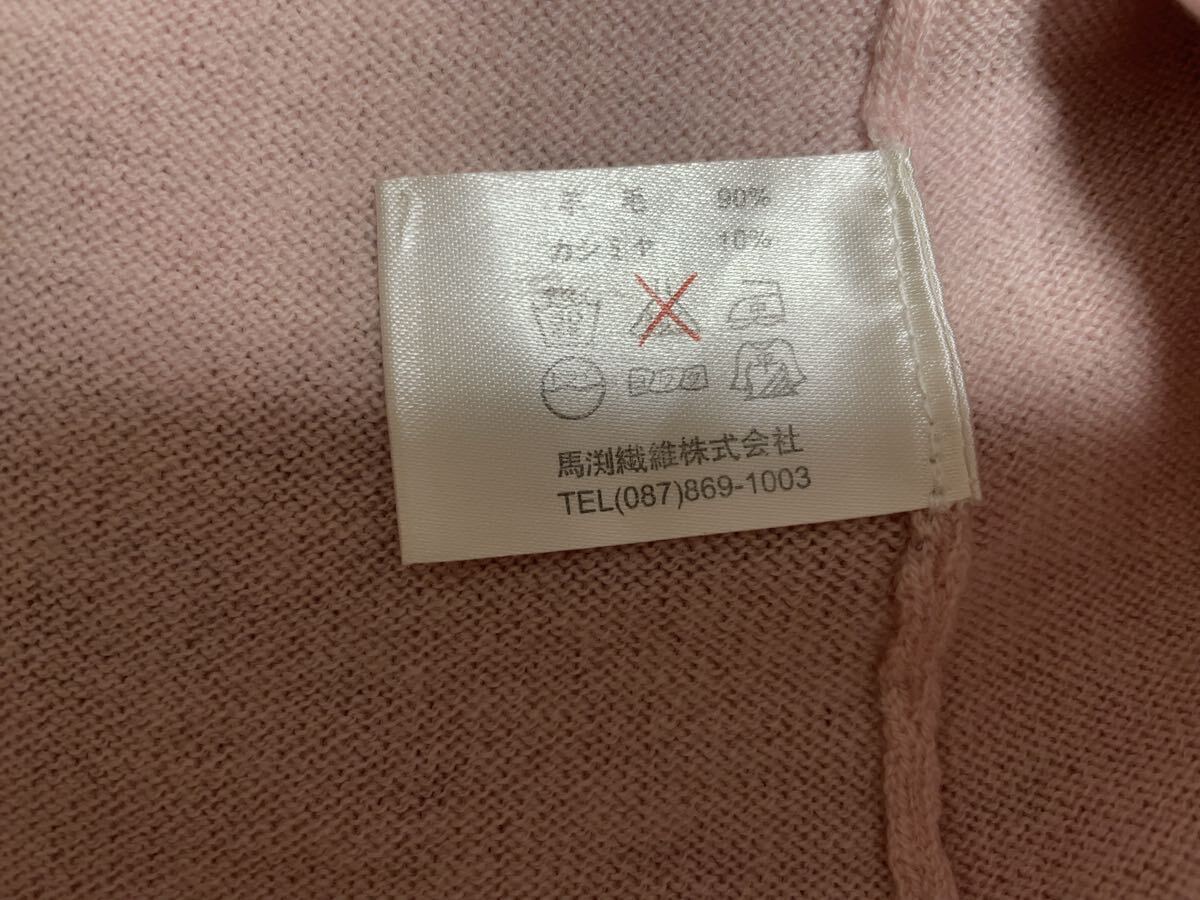 羊 毛 90%
カシミヤ 10%
平
馬渕繊維株式会社
TEL(087)869-1003